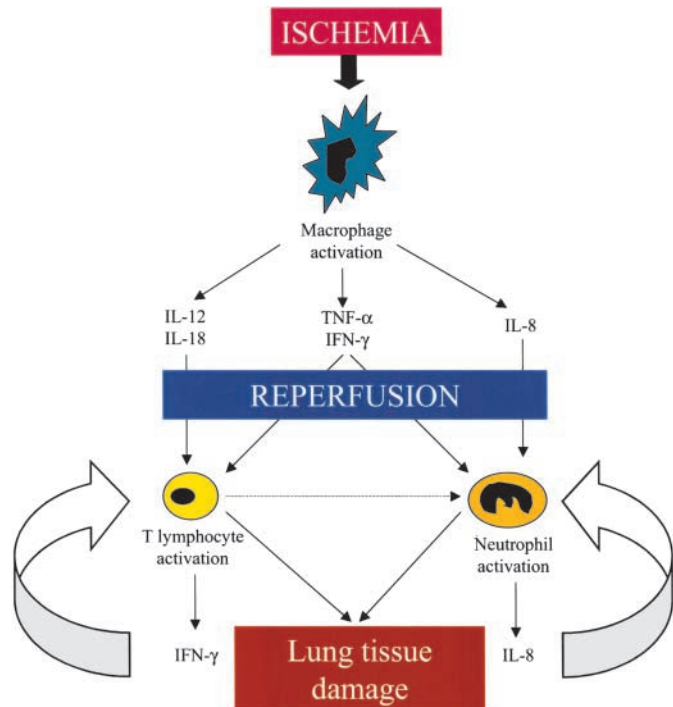 ISCHEMIA
Macrophage
activation
IL-12
IL-18
TNF-α
IFN-γ
IL-8
REPERFUSION
T lymphocyte
activation
Neutrophil
activation
IFN-γ
Lung tissue
damage
IL-8